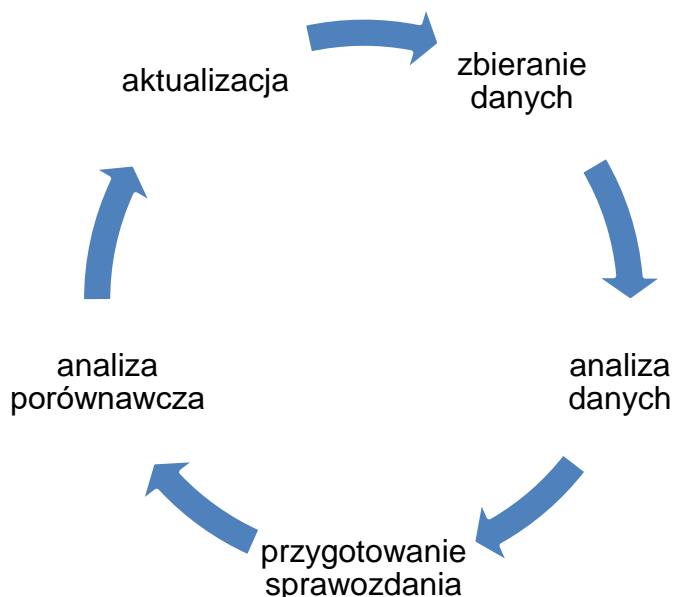 aktualizacja
zbieranie
danych
analiza
danych
przygotowanie
sprawozdania
analiza
porównawcza